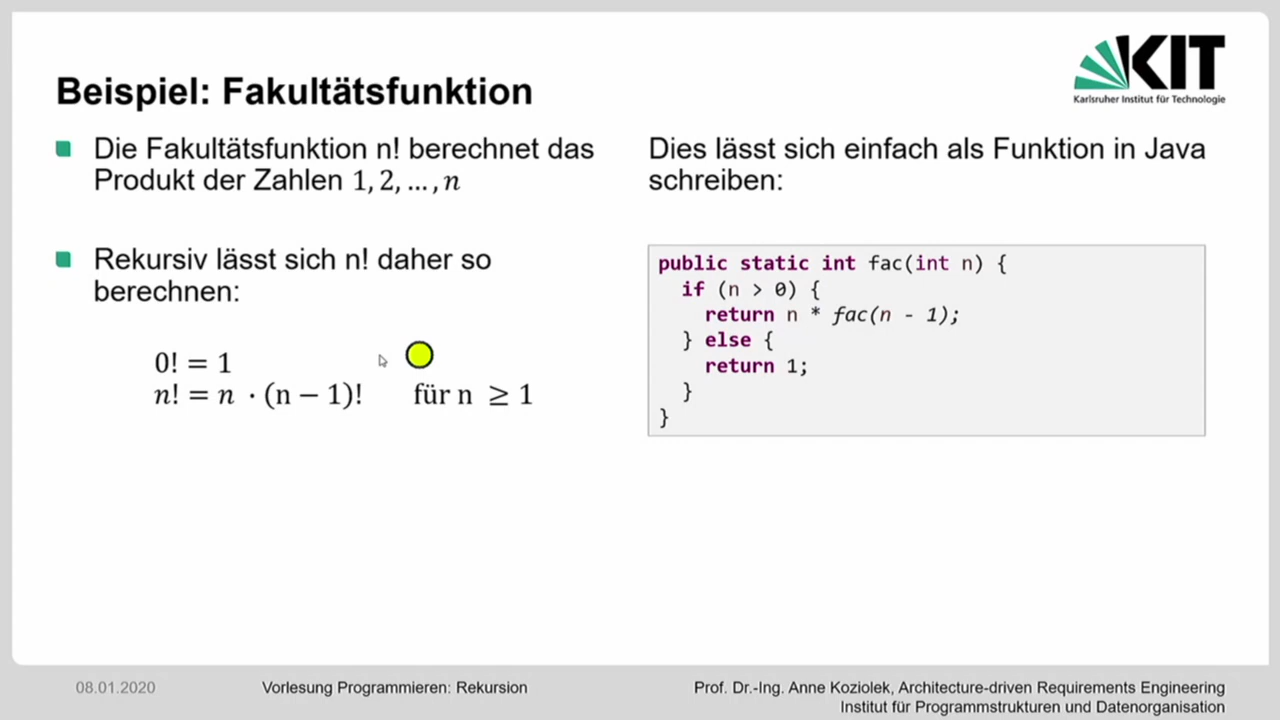 KIT
Karlsruher Institut für Technologie
Beispiel: Fakultätsfunktion
Die Fakultätsfunktion n! berechnet das
Produkt der Zahlen 1, 2, … , n
Rekursiv lässt sich n! daher so
berechnen:
0! = 1
n! = n · (n − 1)! für n ≥ 1
Dies lässt sich einfach als Funktion in Java
schreiben:
public static int fac(int n) {
if (n > 0) {
return n * fac(n - 1);
} else {
return 1;
}
}
08.01.2020
Vorlesung Programmieren: Rekursion
Prof. Dr.-Ing. Anne Koziolek, Architecture-driven Requirements Engineering
Institut für Programmstrukturen und Datenorganisation